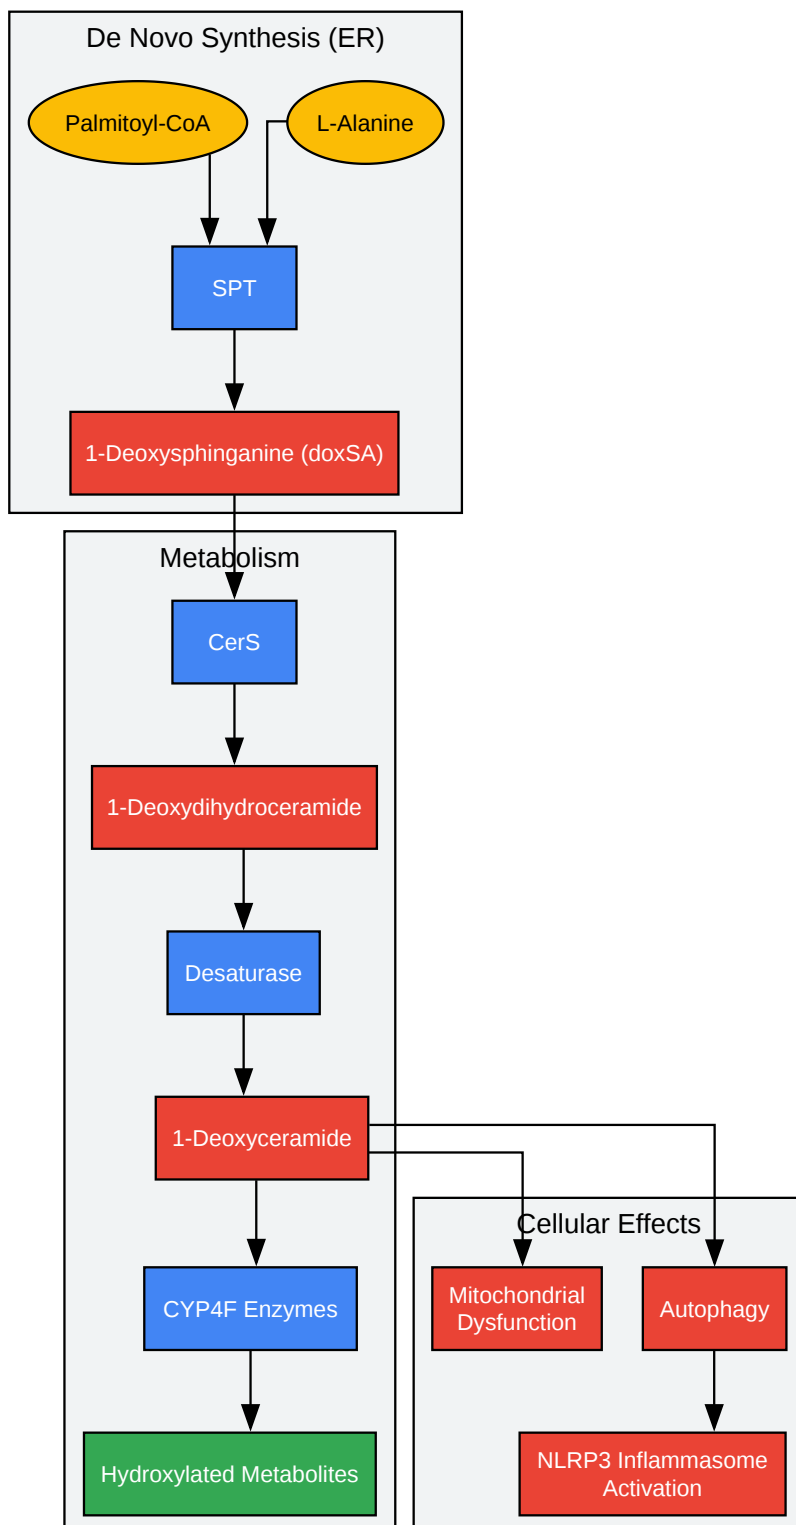 De Novo Synthesis (ER)
Palmitoyl-CoA
L-Alanine
SPT
1-Deoxysphinganine (doxSA)
Metabolism
CerS
1-Deoxydihydroceramide
Desaturase
1-Deoxyceramide
Cellular Effects
CYP4F Enzymes
Mitochondrial
Dysfunction
Autophagy
Hydroxylated Metabolites
NLRP3 Inflammasome
Activation